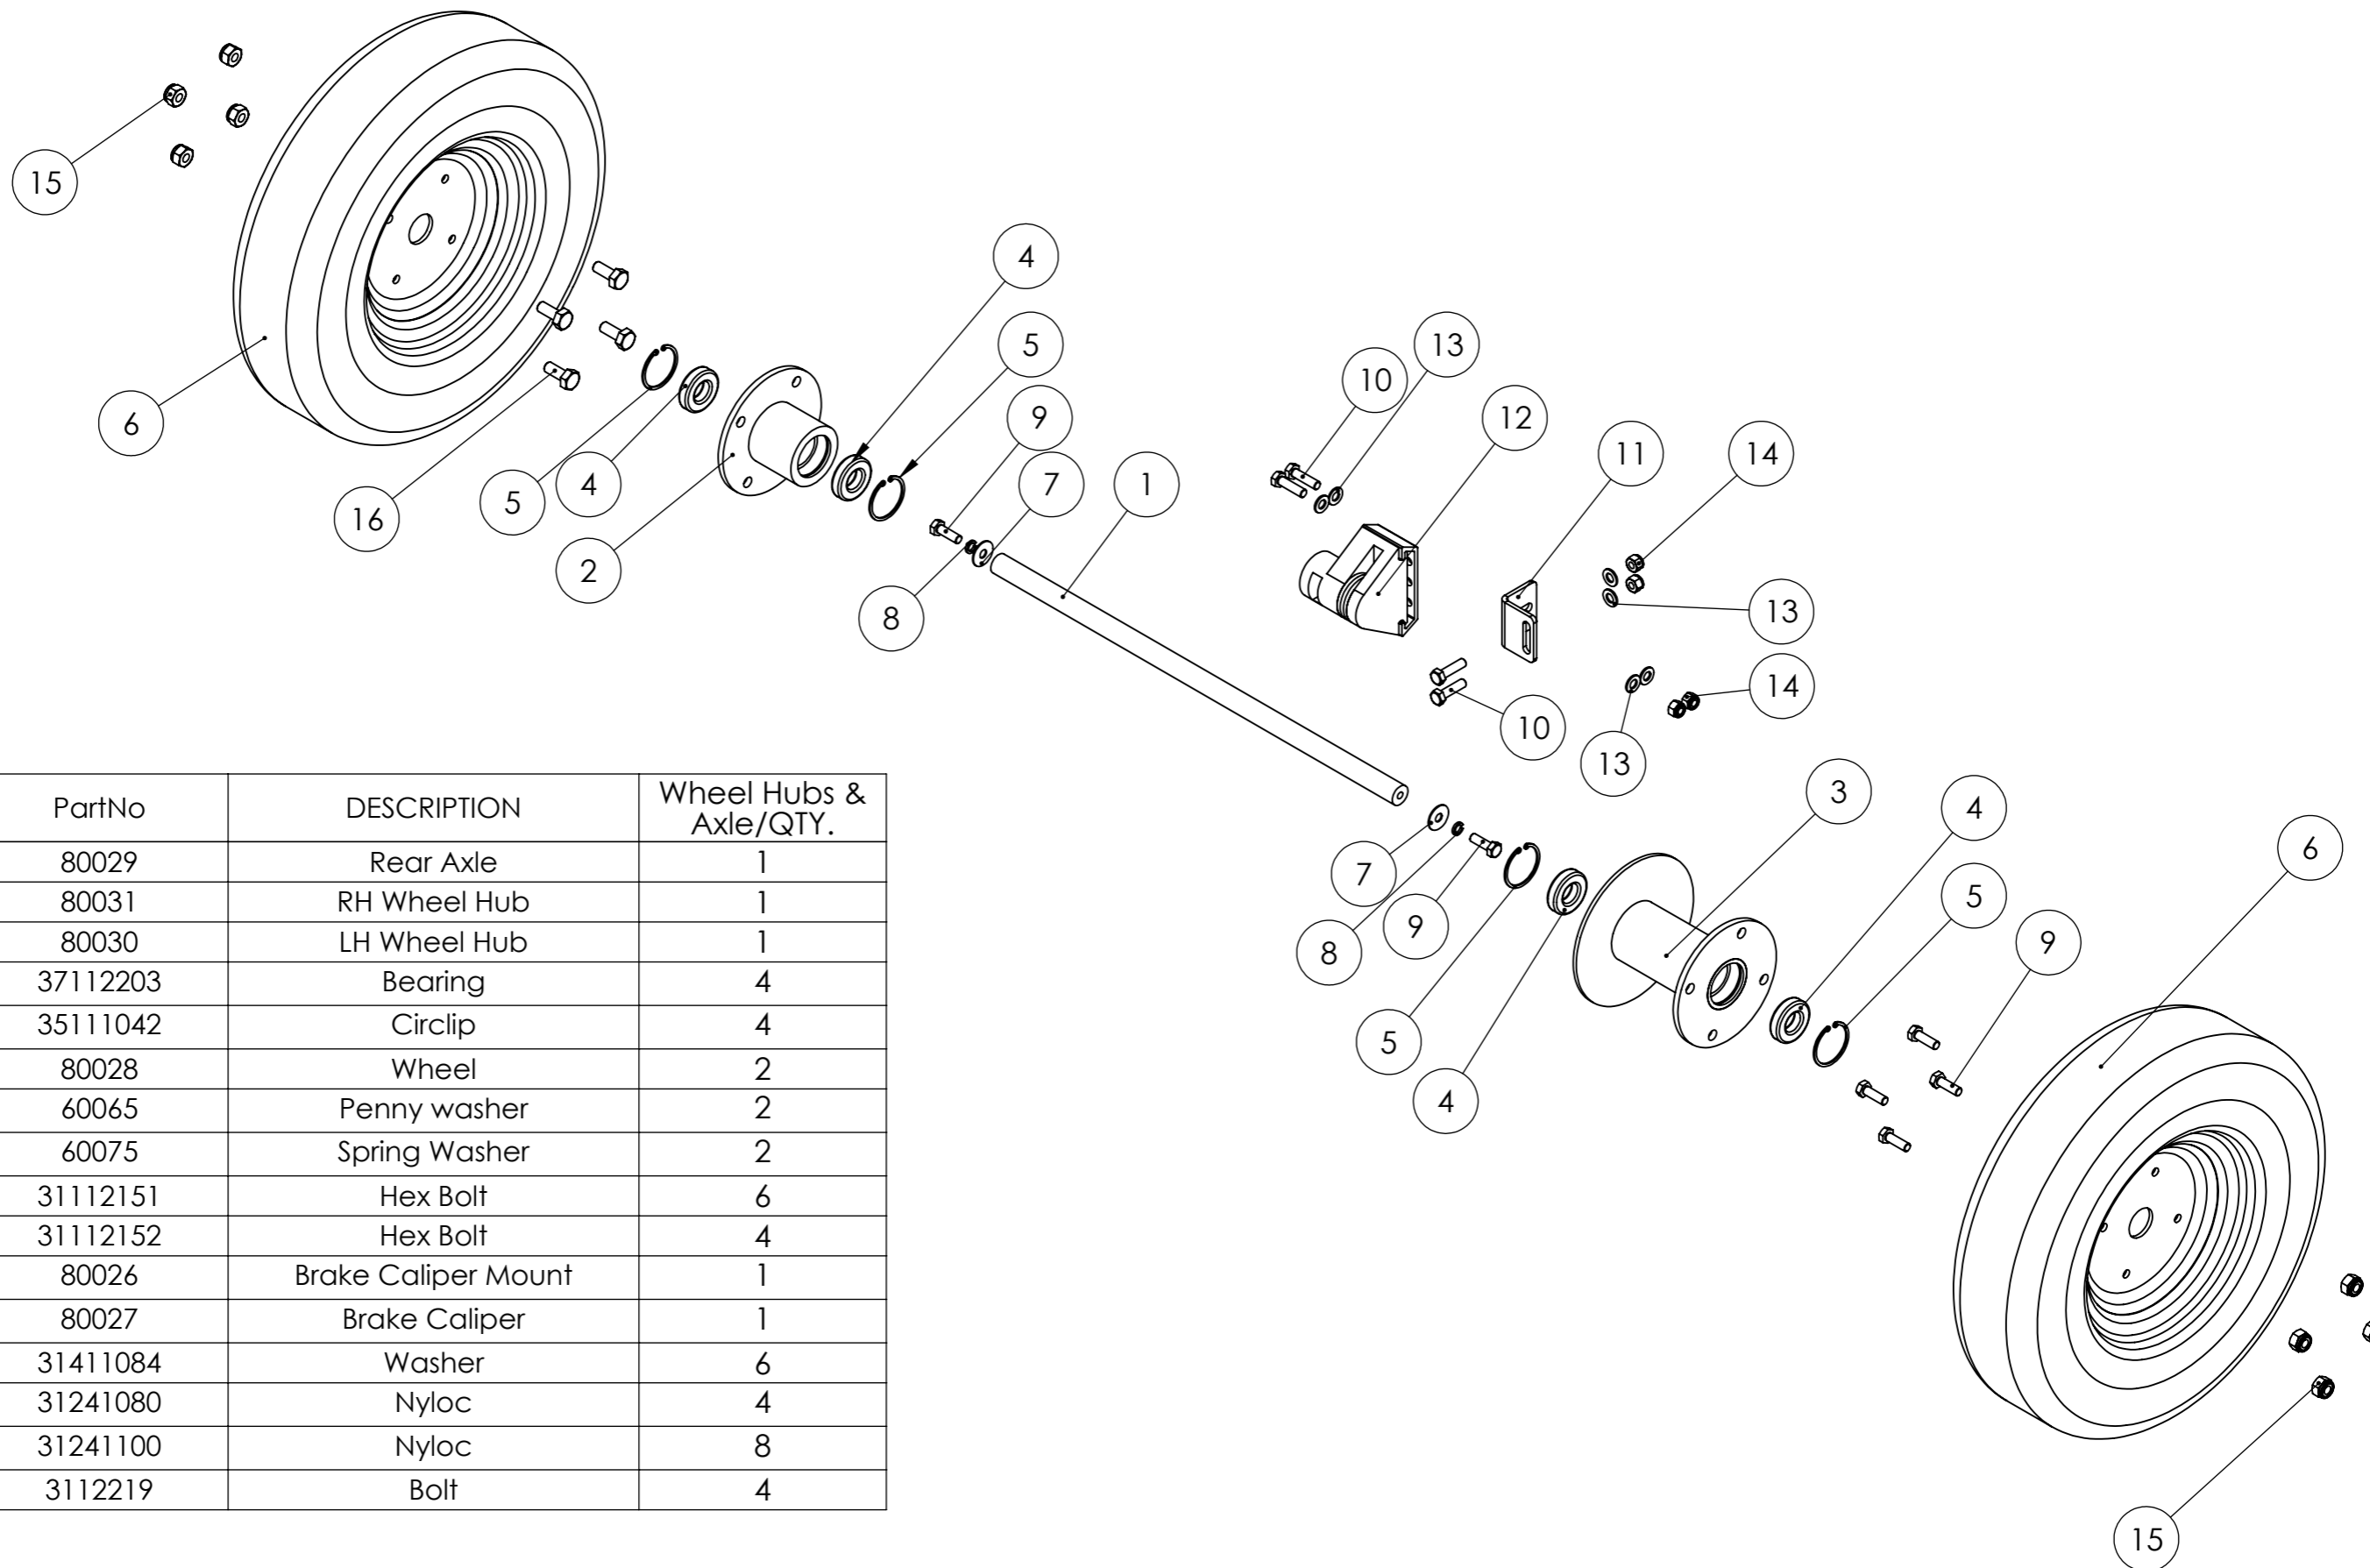 15
6
16
5
4
2
4
5
9
7
8
1
10
13
12
11
14
13
14
13
10
3
4
6
5
9
7
8
9
5
4
15
PartNo DESCRIPTION Wheel Hubs &
Axle/QTY.
80029 Rear Axle 1
80031 RH Wheel Hub 1
80030 LH Wheel Hub 1
37112203 Bearing 4
35111042 Circlip 4
80028 Wheel 2
60065 Penny washer 2
60075 Spring Washer 2
31112151 Hex Bolt 6
31112152 Hex Bolt 4
80026 Brake Caliper Mount 1
80027 Brake Caliper 1
31411084 Washer 6
31241080 Nyloc 4
31241100 Nyloc 8
3112219 Bolt 4